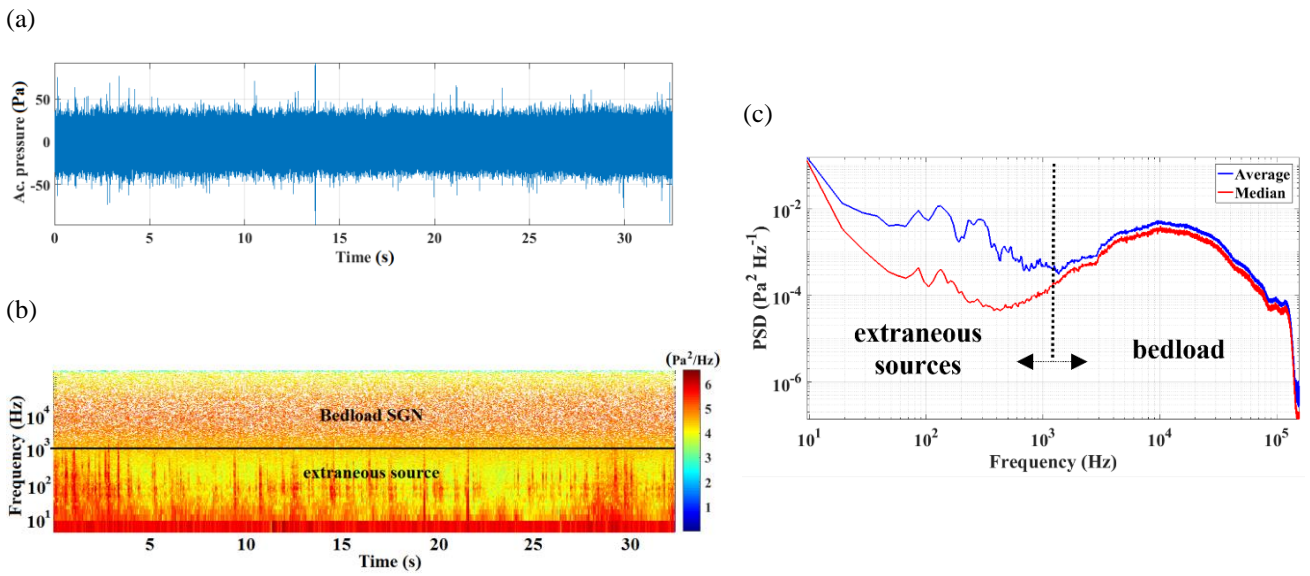 (a)
Ac. pressure (Pa)
50
0
-50
0 5 10 15 20 25 30
Time (s)
(b)
(Pa²/Hz)
Frequency (Hz)
10⁴
10³
10²
10¹
Bedload SGN
extraneous source
6
5
4
3
2
1
5 10 15 20 25 30
Time (s)
(c)
PSD (Pa² Hz⁻¹)
10⁻²
10⁻⁴
10⁻⁶
Average
Median
extraneous
sources
bedload
10¹ 10² 10³ 10⁴ 10⁵
Frequency (Hz)